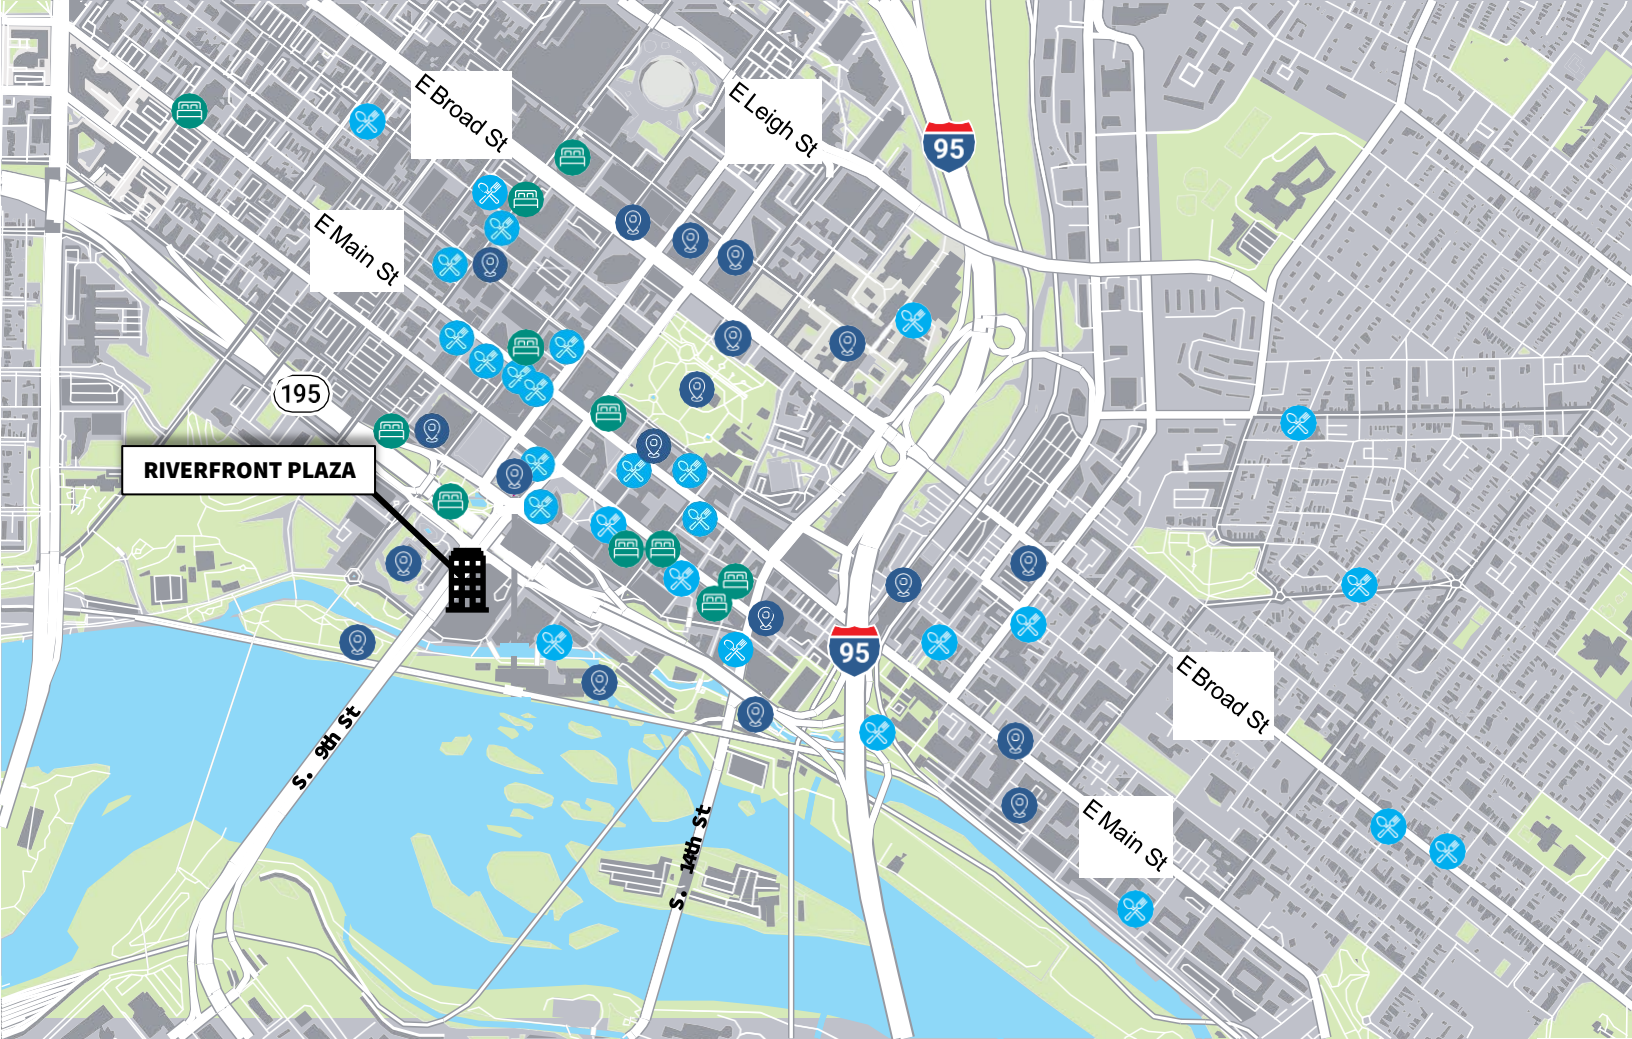 E Broad St
E Leigh St
95
E Main St
195
RIVERFRONT PLAZA
95
E Broad St
s. 9th St
s. 14th St
E Main St